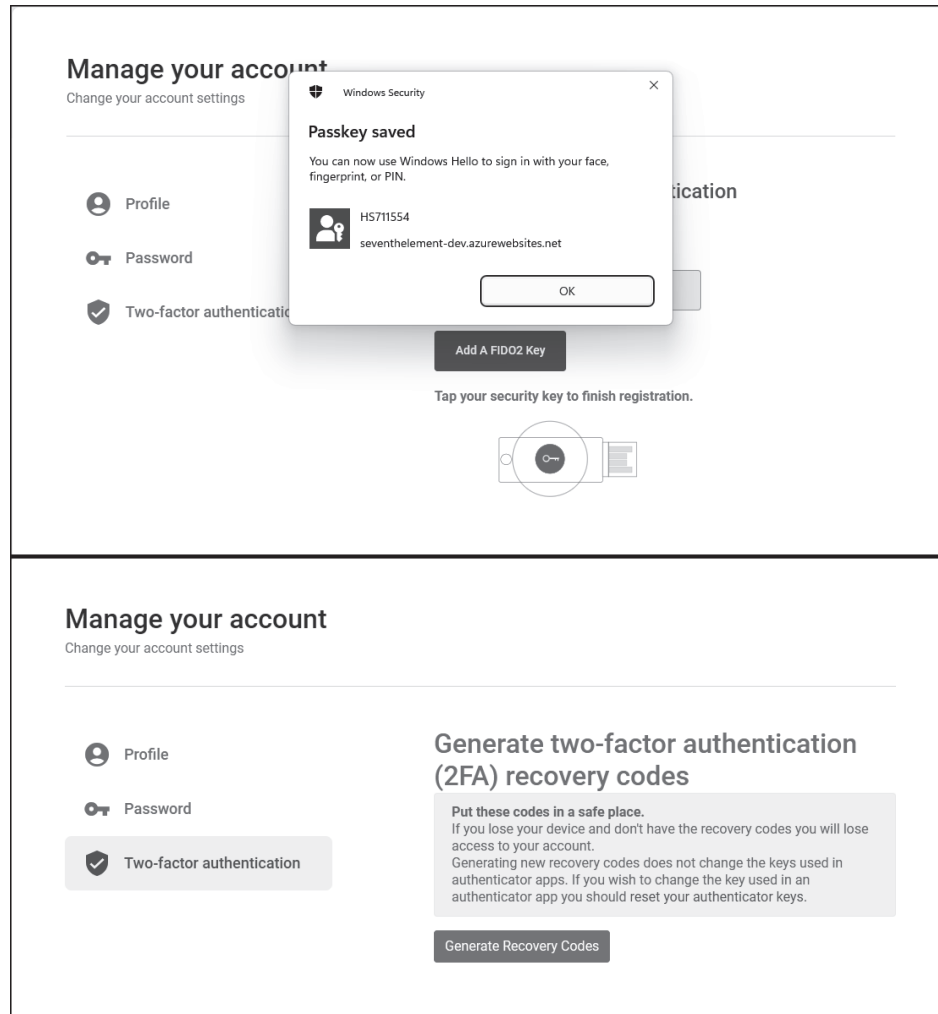 Manage your account
Change your account settings
Windows Security
Passkey saved
You can now use Windows Hello to sign in with your face,
fingerprint, or PIN.
HS711554
seventhelement-dev.azurewebsites.net
OK
tication
Profile
Password
Two-factor authenticatic
Add A FIDO2 Key
Tap your security key to finish registration.
Manage your account
Change your account settings
Profile
Password
Two-factor authentication
Generate two-factor authentication
(2FA) recovery codes
Put these codes in a safe place.
If you lose your device and don't have the recovery codes you will lose
access to your account.
Generating new recovery codes does not change the keys used in
authenticator apps. If you wish to change the key used in an
authenticator app you should reset your authenticator keys.
Generate Recovery Codes